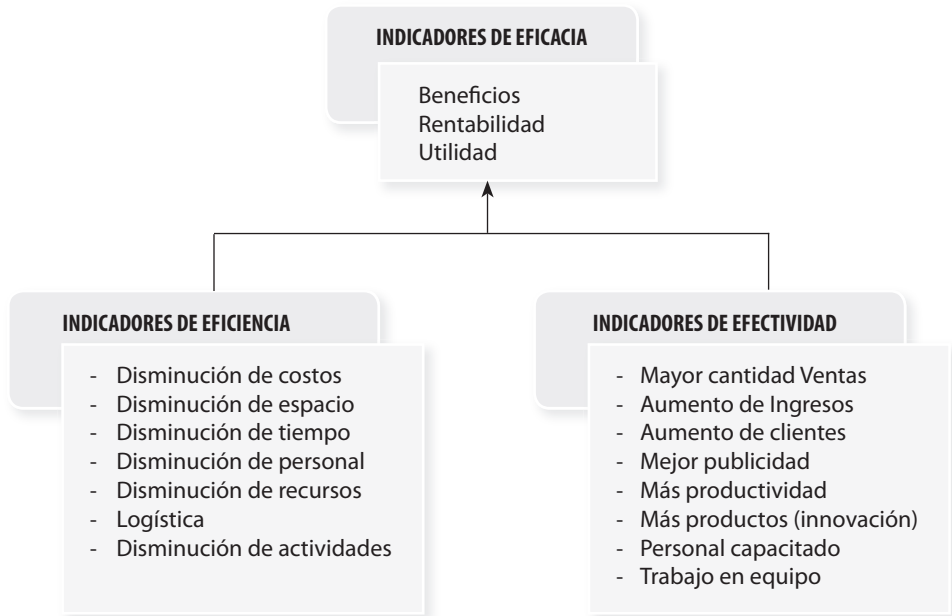 INDICADORES DE EFICACIA
Beneficios
Rentabilidad
Utilidad
INDICADORES DE EFICIENCIA
- Disminución de costos
- Disminución de espacio
- Disminución de tiempo
- Disminución de personal
- Disminución de recursos
- Logística
- Disminución de actividades
INDICADORES DE EFECTIVIDAD
- Mayor cantidad Ventas
- Aumento de Ingresos
- Aumento de clientes
- Mejor publicidad
- Más productividad
- Más productos (innovación)
- Personal capacitado
- Trabajo en equipo